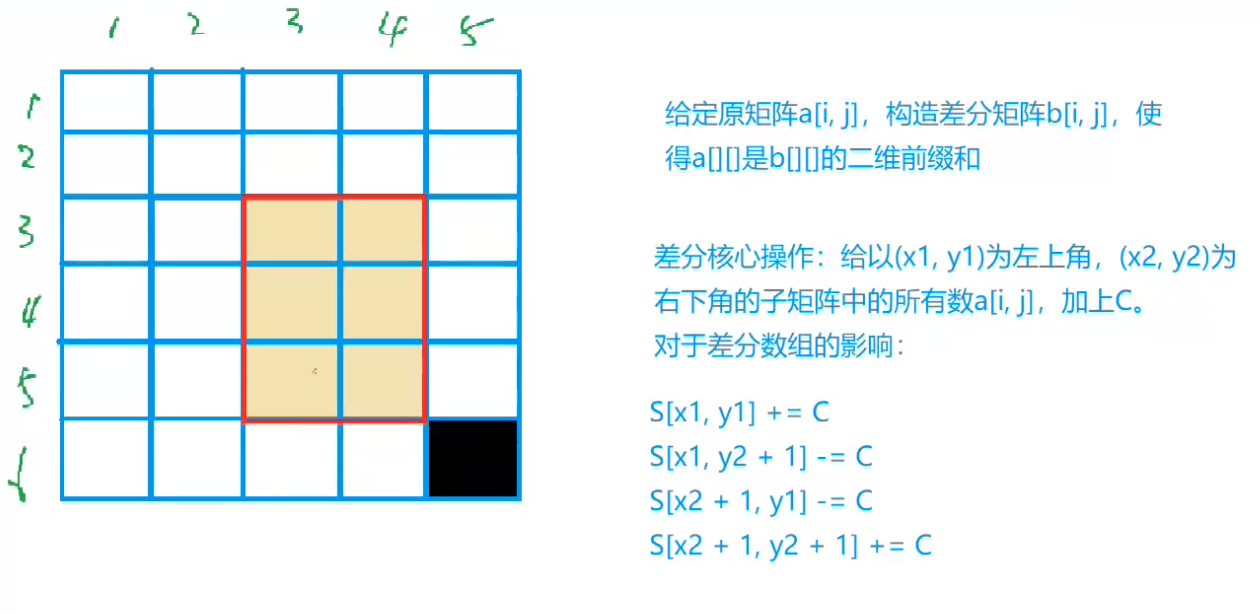 1 2 3 4 5
1
2
3
4
5
给定原矩阵a[i, j]，构造差分矩阵b[i, j]，使
得a[][]是b[][]的二维前缀和
差分核心操作：给以(x1, y1)为左上角，(x2, y2)为
右下角的子矩阵中的所有数a[i, j]，加上C。
对于差分数组的影响：
S[x1, y1] += C
S[x1, y2 + 1] -= C
S[x2 + 1, y1] -= C
S[x2 + 1, y2 + 1] += C